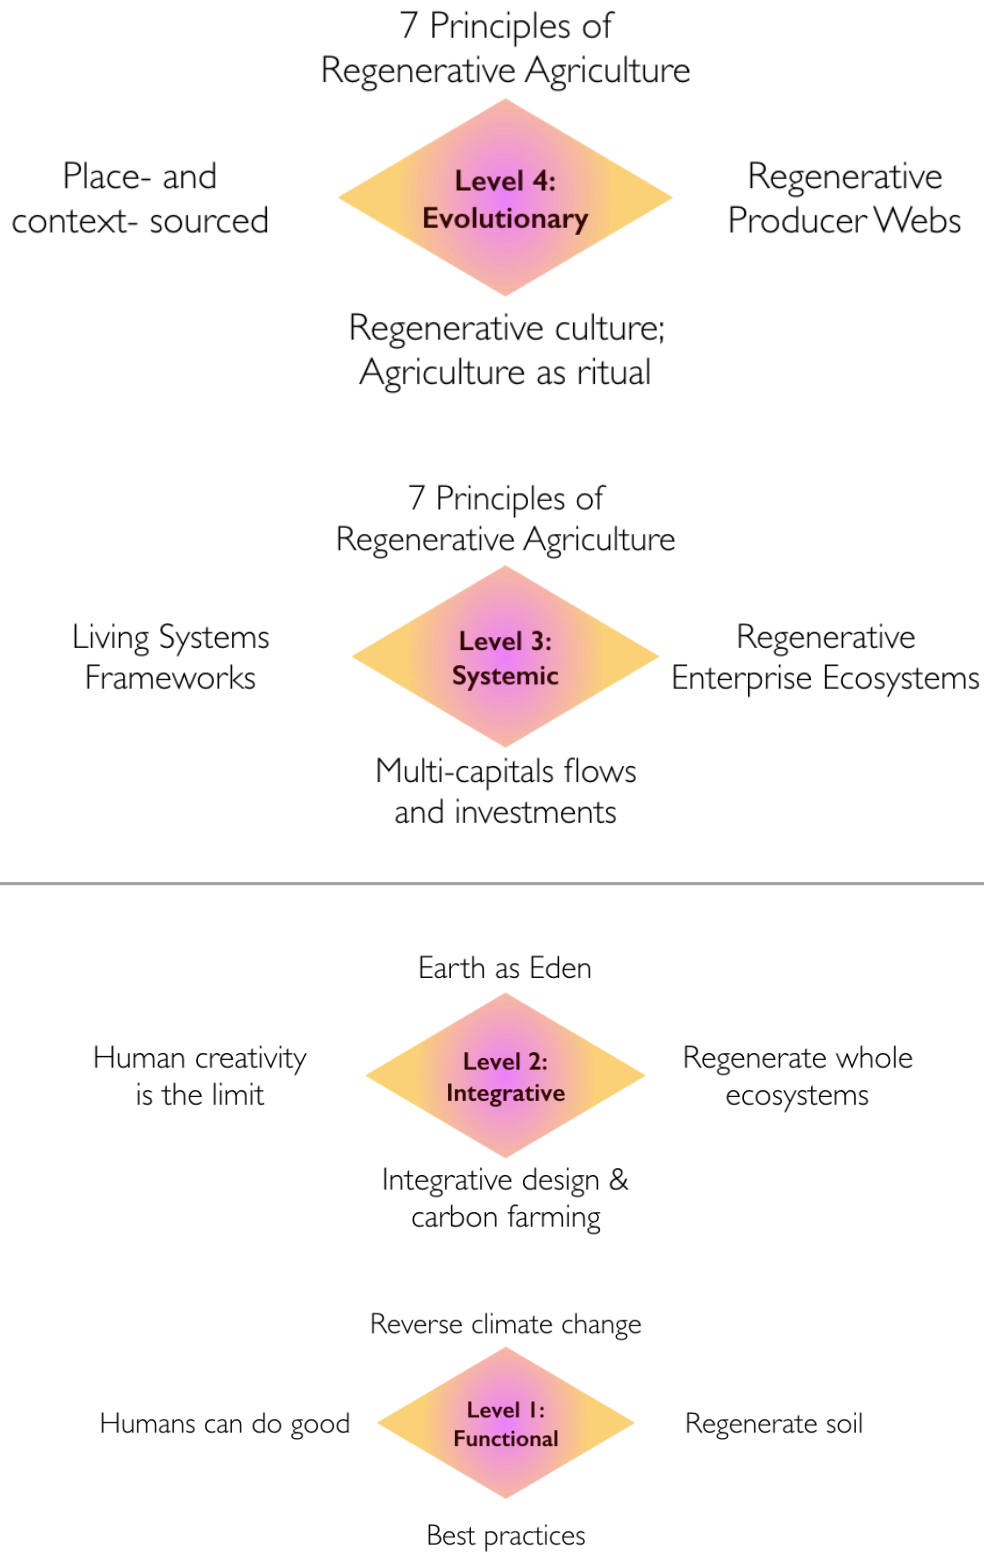 7 Principles of
Regenerative Agriculture
Place- and
context- sourced
Level 4:
Evolutionary
Regenerative
Producer Webs
Regenerative culture;
Agriculture as ritual
7 Principles of
Regenerative Agriculture
Living Systems
Frameworks
Level 3:
Systemic
Regenerative
Enterprise Ecosystems
Multi-capitals flows
and investments
Earth as Eden
Human creativity
is the limit
Level 2:
Integrative
Regenerate whole
ecosystems
Integrative design &
carbon farming
Reverse climate change
Humans can do good
Level 1:
Functional
Regenerate soil
Best practices